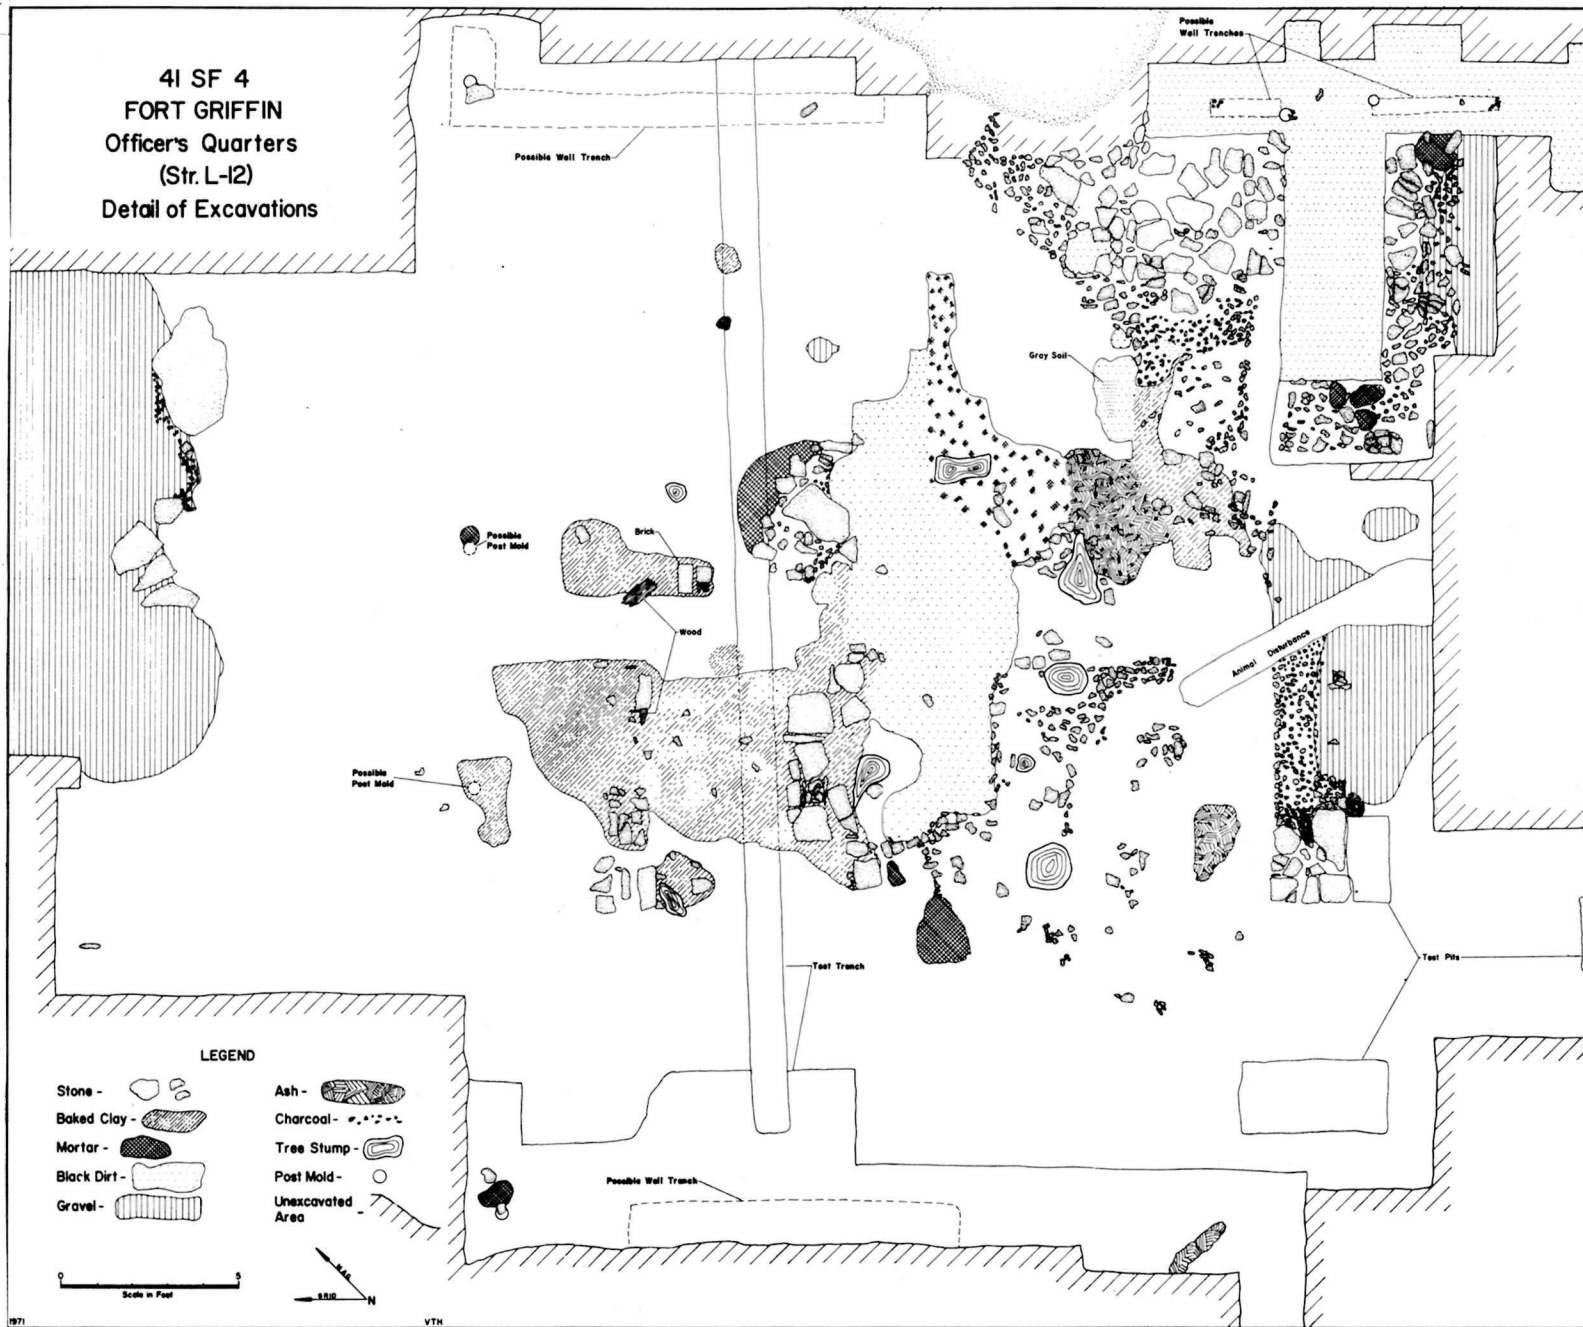 41 SF 4
FORT GRIFFIN
Officer's Quarters
(Str. L-12)
Detail of Excavations
Possible
Wall Trenches
Possible Wall Trench
Gray Soil
Possible
Post Mold
Brick
Wood
Animal Disturbance
Possible
Post Mold
Test Trench
Test Pits
Possible Wall Trench
LEGEND
Stone -
Baked Clay -
Mortar -
Black Dirt -
Gravel -
Ash -
Charcoal -
Tree Stump -
Post Mold -
Unexcavated
Area -
0 5
Scale in Feet
MAG
GRID
N
1971
VTH